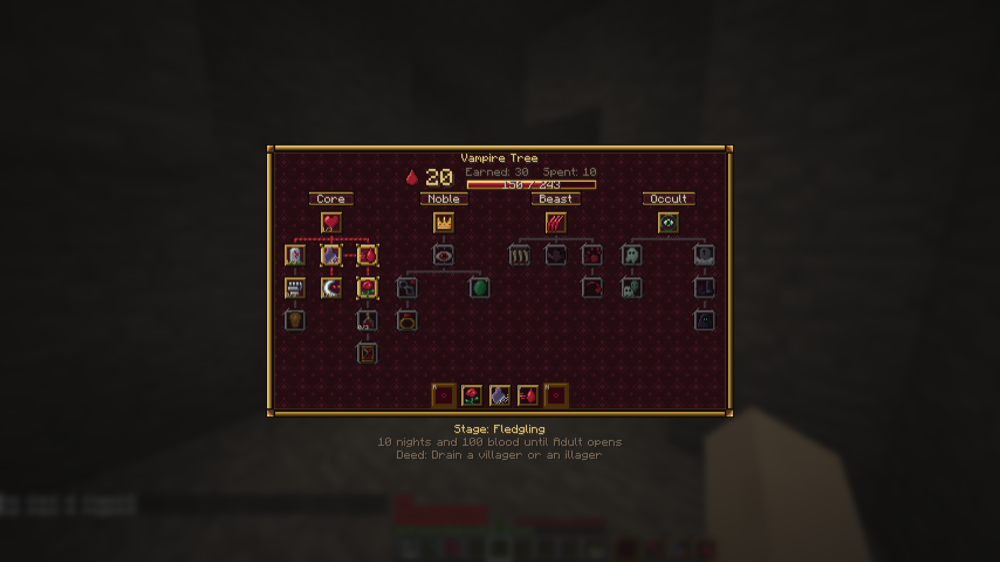 Vampire Tree
20
Earned: 30 Spent: 10
150 / 243
Core
Noble
Beast
Occult
Stage: Fledgling
10 nights and 100 blood until Adult opens
Deed: Drain a villager or an illager